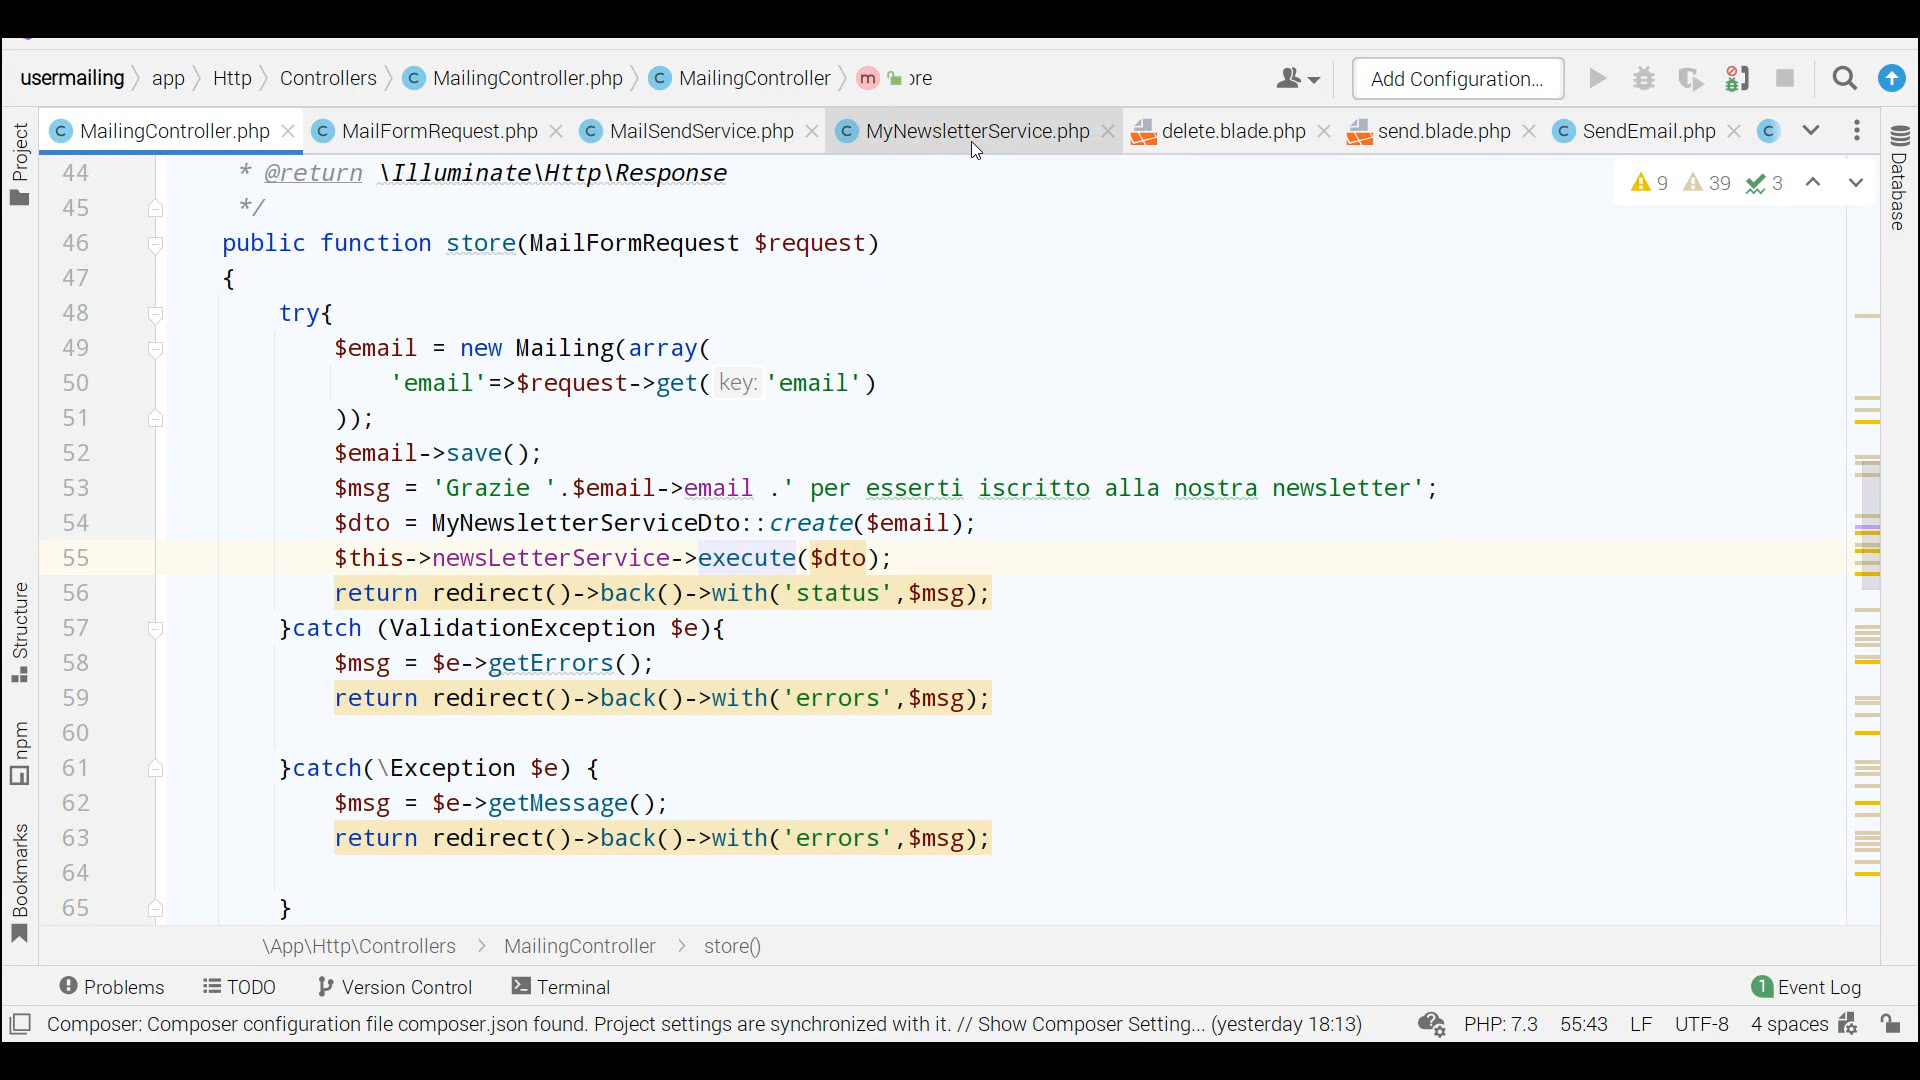 usermailing app Http Controllers C MailingController.php C MailingController m ore Add Configuration...
C MailingController.php C MailFormRequest.php C MailSendService.php C MyNewsletterService.php delete.blade.php send.blade.php C SendEmail.php C
Project
Structure
npm
Bookmarks
Database
9 39 3
44 * @return \Illuminate\Http\Response
45 */
46 public function store(MailFormRequest $request)
47 {
48 try{
49 $email = new Mailing(array(
50 'email'=>$request->get( key: 'email')
51 ));
52 $email->save();
53 $msg = 'Grazie '.$email->email .' per esserti iscritto alla nostra newsletter';
54 $dto = MyNewsletterServiceDto::create($email);
55 $this->newsLetterService->execute($dto);
56 return redirect()->back()->with('status',$msg);
57 }catch (ValidationException $e){
58 $msg = $e->getErrors();
59 return redirect()->back()->with('errors',$msg);
60
61 }catch(\Exception $e) {
62 $msg = $e->getMessage();
63 return redirect()->back()->with('errors',$msg);
64
65 }
\App\Http\Controllers MailingController store()
Problems TODO Version Control Terminal 1 Event Log
Composer: Composer configuration file composer.json found. Project settings are synchronized with it. // Show Composer Setting... (yesterday 18:13) PHP: 7.3 55:43 LF UTF-8 4 spaces